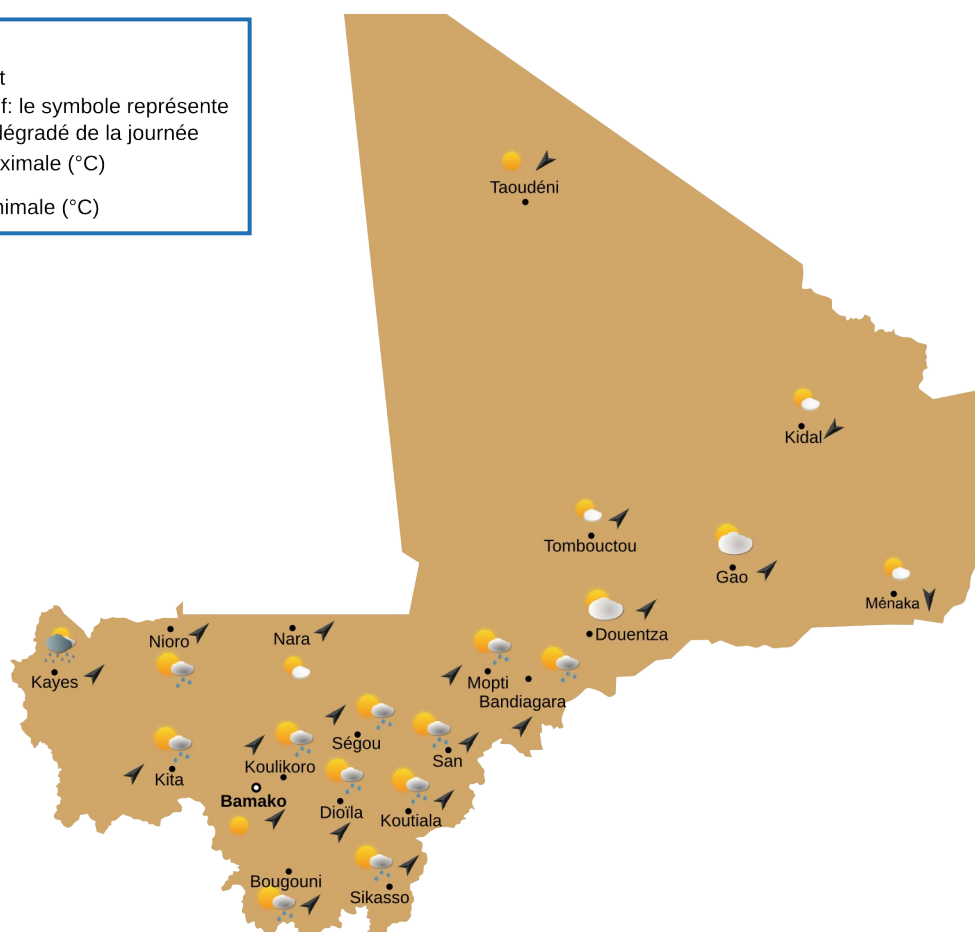 t
f: le symbole représente
dégradé de la journée
ximale (°C)
nimale (°C)
Taoudéni
Kidal
Tombouctou
Gao
Ménaka
Douentza
Nioro
Nara
Kayes
Mopti
Bandiagara
Ségou
San
Koulikoro
Kita
Bamako
Dioïla
Koutiala
Bougouni
Sikasso